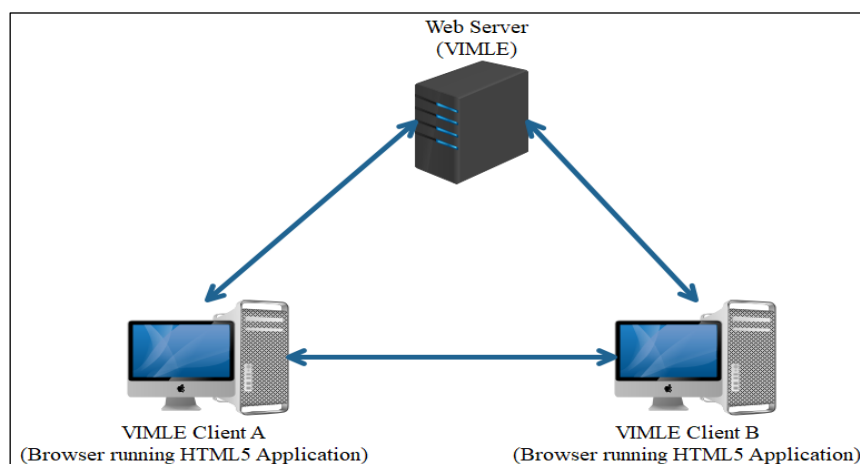 Web Server
(VIMLE)
VIMLE Client A
(Browser running HTML5 Application)
VIMLE Client B
(Browser running HTML5 Application)